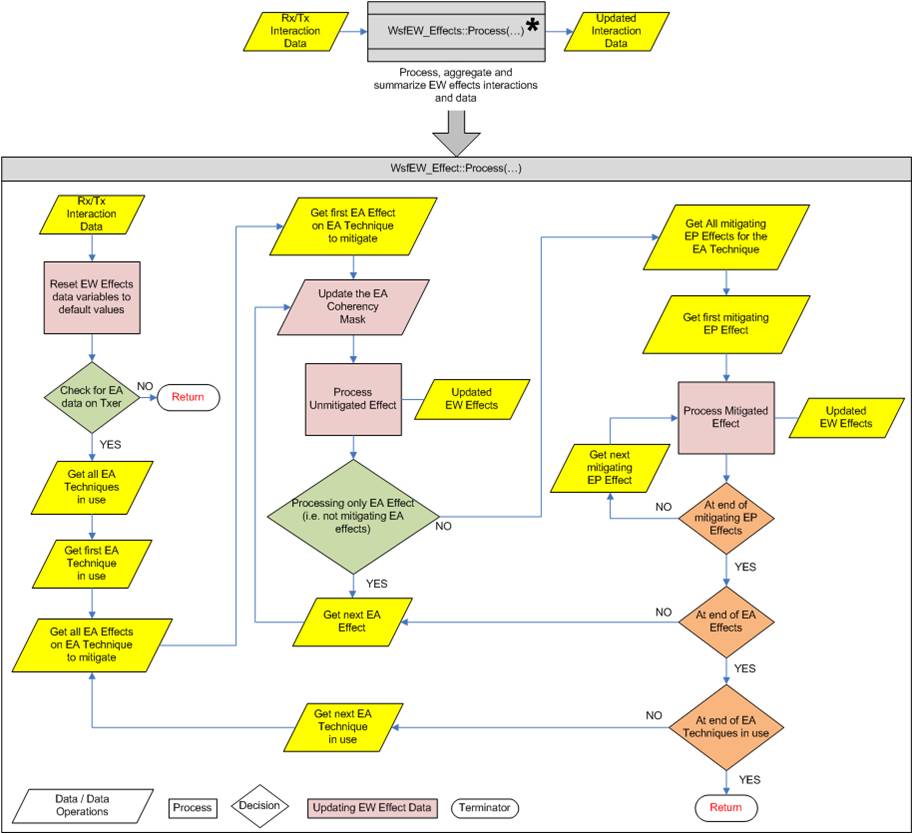 Rx/Tx
Interaction
Data
WsfEW_Effects::Process(…)*
Updated
Interaction
Data
Process, aggregate and
summarize EW effects interactions
and data
WsfEW_Effect::Process(…)
Rx/Tx
Interaction
Data
Reset EW Effects
data variables to
default values
Check for EA
data on Txer
NO
Return
YES
Get all EA
Techniques
in use
Get first EA
Technique
in use
Get all EA Effects
on EA Technique
to mitigate
Get first EA Effect
on EA Technique
to mitigate
Update the EA
Coherency
Mask
Process
Unmitigated Effect
Updated
EW Effects
Processing only EA Effect
(i.e. not mitigating EA
effects)
NO
YES
Get next EA
Effect
Get next EA
Technique
in use
Get All mitigating
EP Effects for the
EA Technique
Get first mitigating
EP Effect
Process Mitigated
Effect
Updated
EW Effects
Get next
mitigating
EP Effect
NO
At end of
mitigating EP
Effects
YES
NO
At end of EA
Effects
YES
NO
At end of EA
Techniques in use
YES
Return
Data / Data
Operations
Process
Decision
Updating EW Effect Data
Terminator